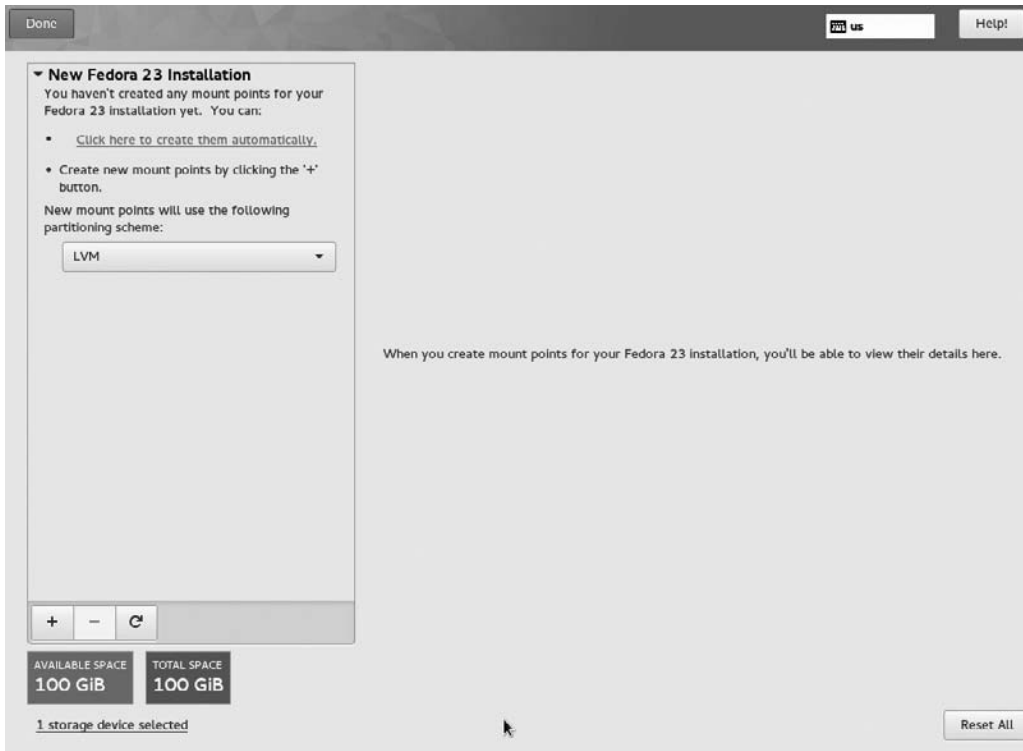 Done
us
Help!
New Fedora 23 Installation
You haven't created any mount points for your
Fedora 23 installation yet. You can:
• Click here to create them automatically.
• Create new mount points by clicking the '+'
button.
New mount points will use the following
partitioning scheme:
LVM
When you create mount points for your Fedora 23 installation, you'll be able to view their details here.
+ −
AVAILABLE SPACE
100 GiB
TOTAL SPACE
100 GiB
1 storage device selected
Reset All